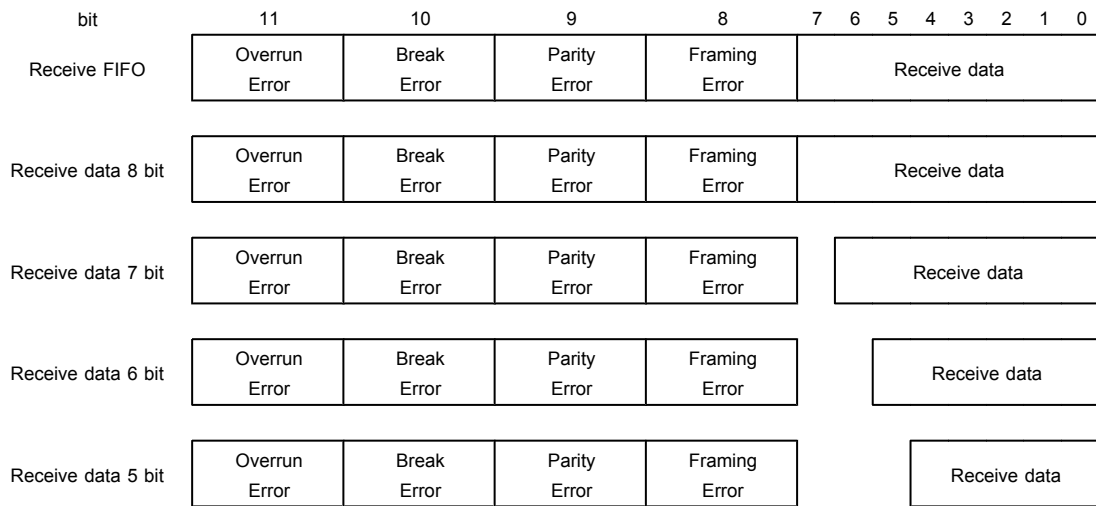 bit 11 10 9 8 7 6 5 4 3 2 1 0
Receive FIFO Overrun Error Break Error Parity Error Framing Error Receive data
Receive data 8 bit Overrun Error Break Error Parity Error Framing Error Receive data
Receive data 7 bit Overrun Error Break Error Parity Error Framing Error Receive data
Receive data 6 bit Overrun Error Break Error Parity Error Framing Error Receive data
Receive data 5 bit Overrun Error Break Error Parity Error Framing Error Receive data